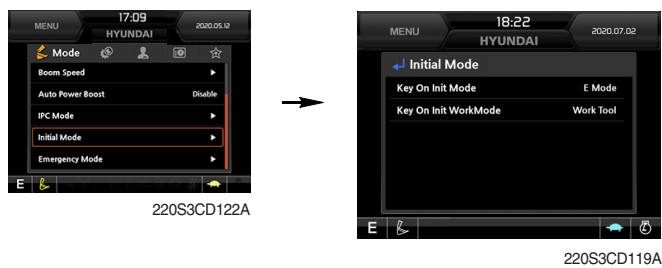 MENU 17:09 2020.05.12
HYUNDAI
Mode
Boom Speed
Auto Power Boost Disable
IPC Mode
Initial Mode
Emergency Mode
E
220S3CD122A
MENU 18:22 2020.07.02
HYUNDAI
Initial Mode
Key On Init Mode E Mode
Key On Init WorkMode Work Tool
E
220S3CD119A